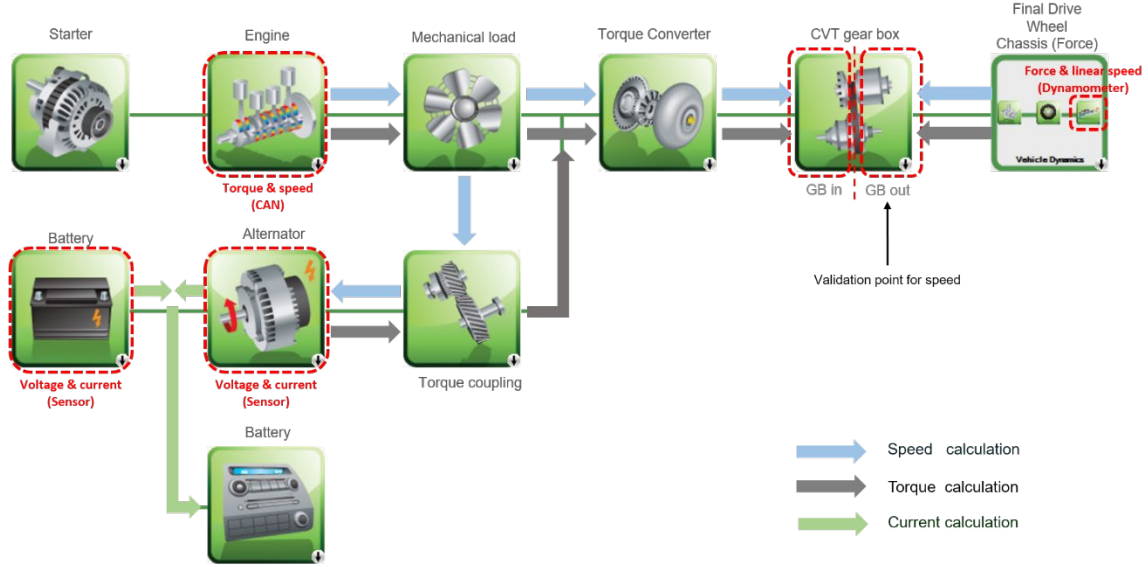 Starter
Engine
Mechanical load
Torque Converter
CVT gear box
Final Drive
Wheel
Chassis (Force)
Force & linear speed
(Dynamometer)
Vehicle Dynamics
Torque & speed
(CAN)
GB in
GB out
Battery
Alternator
Validation point for speed
Voltage & current
(Sensor)
Voltage & current
(Sensor)
Torque coupling
Battery
Speed calculation
Torque calculation
Current calculation